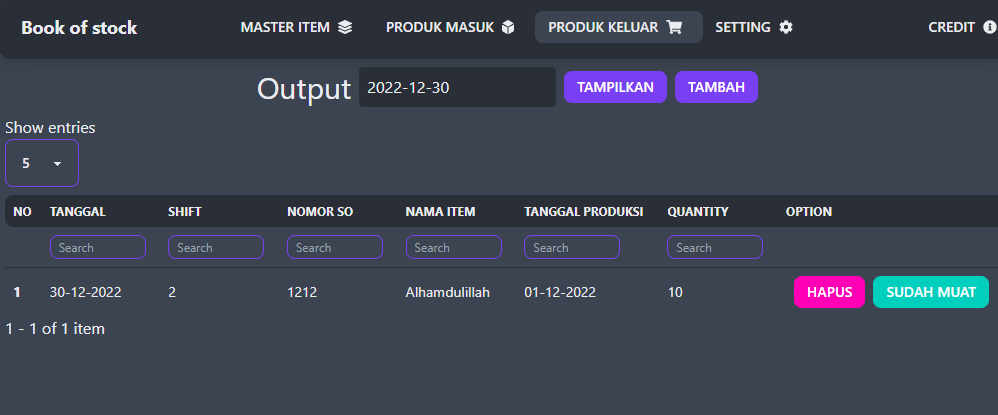 Book of stock MASTER ITEM PRODUK MASUK PRODUK KELUAR SETTING CREDIT
Output 2022-12-30 TAMPILKAN TAMBAH
Show entries
5
NO TANGGAL SHIFT NOMOR SO NAMA ITEM TANGGAL PRODUKSI QUANTITY OPTION
Search Search Search Search Search Search
1 30-12-2022 2 1212 Alhamdulillah 01-12-2022 10 HAPUS SUDAH MUAT
1 - 1 of 1 item